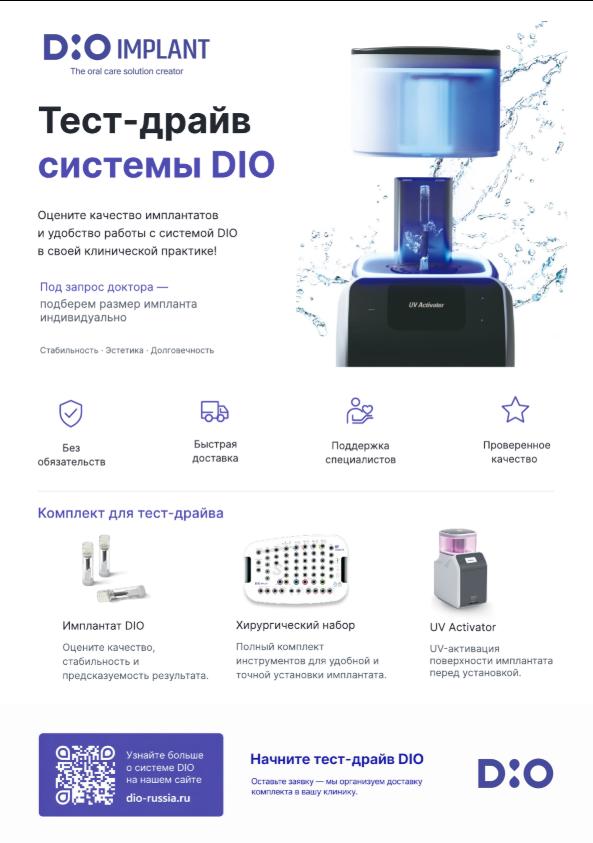 DIO IMPLANT
The oral care solution creator
Тест-драйв
системы DIO
Оцените качество имплантатов
и удобство работы с системой DIO
в своей клинической практике!
Под запрос доктора —
подберем размер импланта
индивидуально
Стабильность · Эстетика · Долговечность
UV Activator
Без
обязательств
Быстрая
доставка
Поддержка
специалистов
Проверенное
качество
Комплект для тест-драйва
Имплантат DIO
Оцените качество,
стабильность и
предсказуемость результата.
Хирургический набор
Полный комплект
инструментов для удобной и
точной установки имплантата.
UV Activator
UV-активация
поверхности имплантата
перед установкой.
Узнайте больше
о системе DIO
на нашем сайте
dio-russia.ru
Начните тест-драйв DIO
Оставьте заявку — мы организуем доставку
комплекта в вашу клинику.
DIO